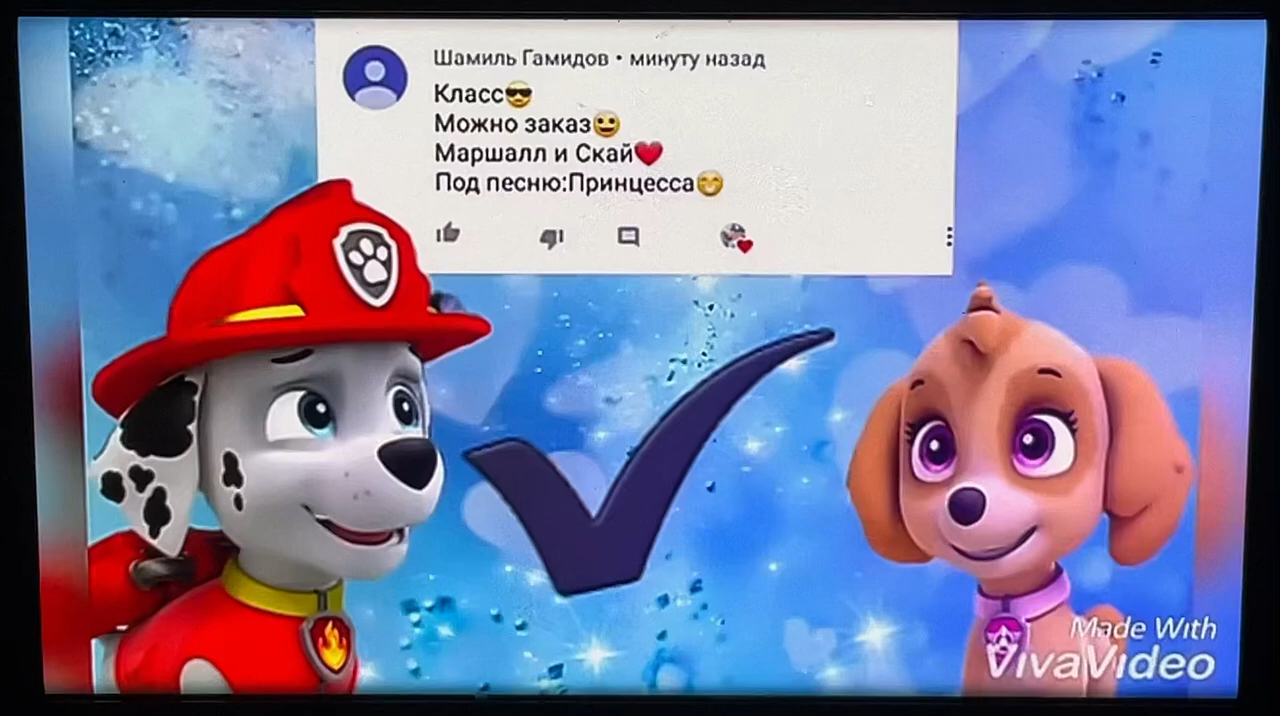 Шамиль Гамидов • минуту назад
Класс😎
Можно заказ😀
Маршалл и Скай❤️
Под песню:Принцесса😁
Made With
VivaVideo